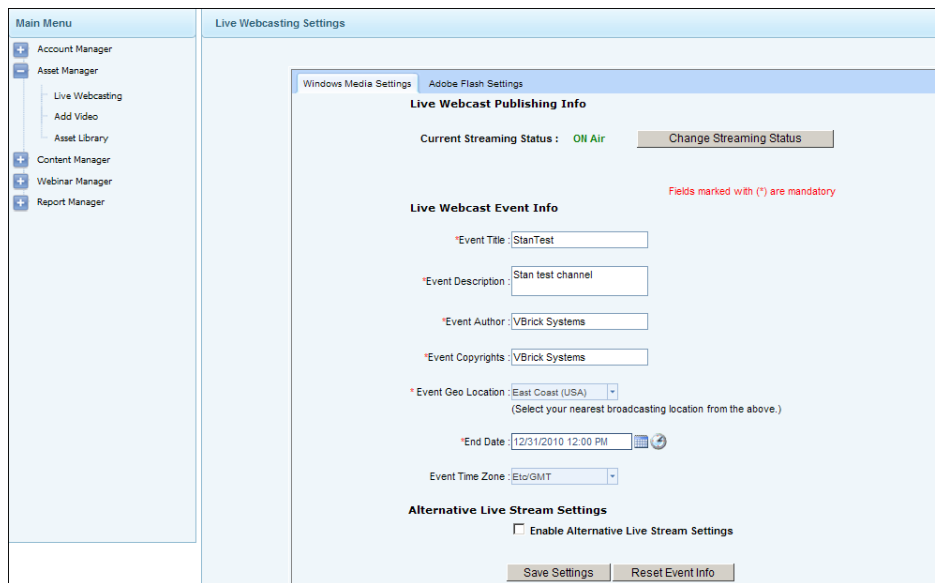 Main Menu
Account Manager
Asset Manager
Live Webcasting
Add Video
Asset Library
Content Manager
Webinar Manager
Report Manager
Live Webcasting Settings
Windows Media Settings Adobe Flash Settings
Live Webcast Publishing Info
Current Streaming Status : ON Air Change Streaming Status
Fields marked with (*) are mandatory
Live Webcast Event Info
*Event Title : StanTest
*Event Description : Stan test channel
*Event Author : VBrick Systems
*Event Copyrights : VBrick Systems
* Event Geo Location : East Coast (USA)
(Select your nearest broadcasting location from the above.)
*End Date : 12/31/2010 12:00 PM
Event Time Zone : Etc/GMT
Alternative Live Stream Settings
Enable Alternative Live Stream Settings
Save Settings Reset Event Info